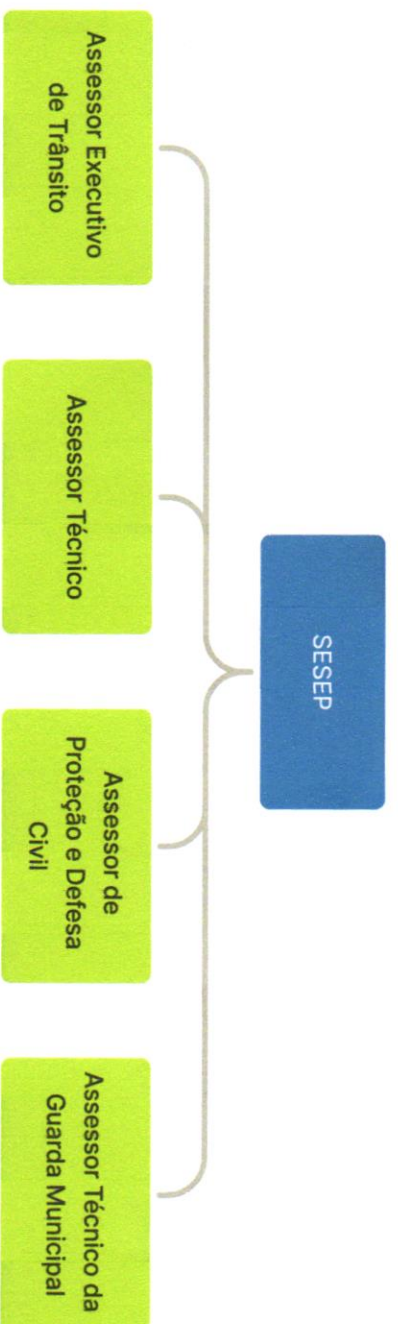 SESEP
Assessor Executivo
de Trânsito
Assessor Técnico
Assessor de
Proteção e Defesa
Civil
Assessor Técnico da
Guarda Municipal